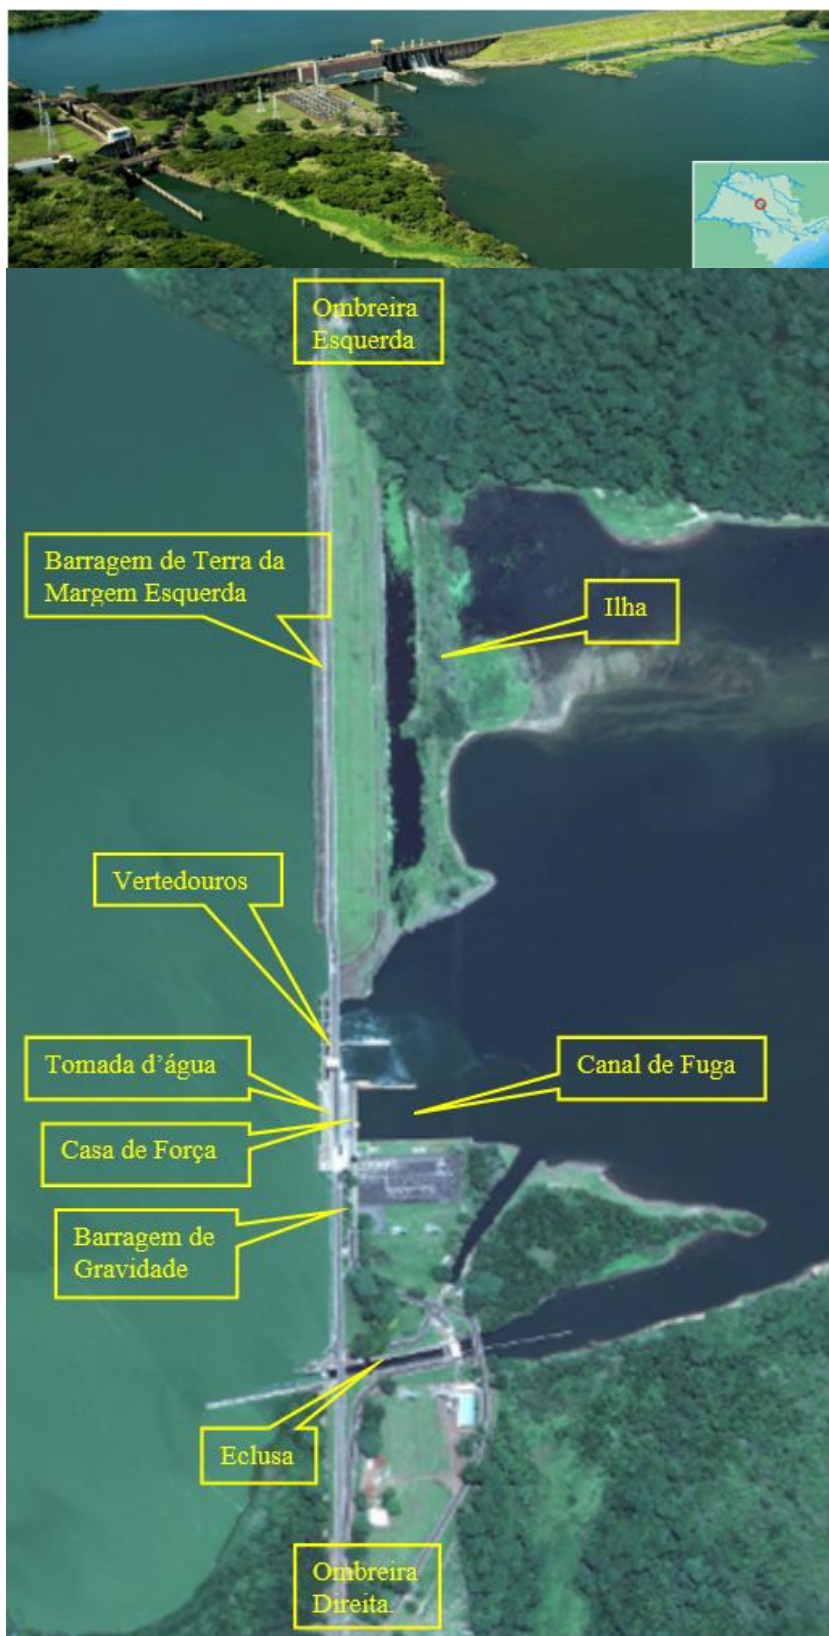 Ombreira
Esquerda
Barragem de Terra da
Margem Esquerda
Ilha
Vertedouros
Tomada d'água
Canal de Fuga
Casa de Força
Barragem de
Gravidade
Eclusa
Ombreira
Direita.